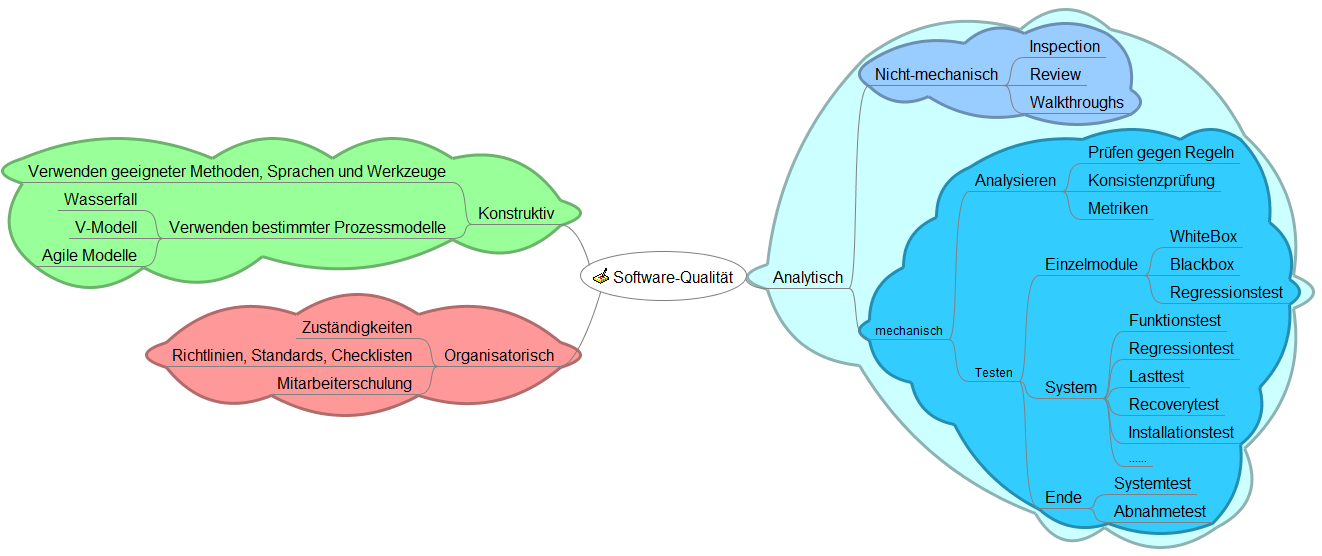 Software-Qualität
Konstruktiv
Verwenden geeigneter Methoden, Sprachen und Werkzeuge
Verwenden bestimmter Prozessmodelle
Wasserfall
V-Modell
Agile Modelle
Organisatorisch
Zuständigkeiten
Richtlinien, Standards, Checklisten
Mitarbeiterschulung
Analytisch
Nicht-mechanisch
Inspection
Review
Walkthroughs
mechanisch
Analysieren
Prüfen gegen Regeln
Konsistenzprüfung
Metriken
Testen
Einzelmodule
WhiteBox
Blackbox
Regressionstest
System
Funktionstest
Regressiontest
Lasttest
Recoverytest
Installationstest
......
Ende
Systemtest
Abnahmetest